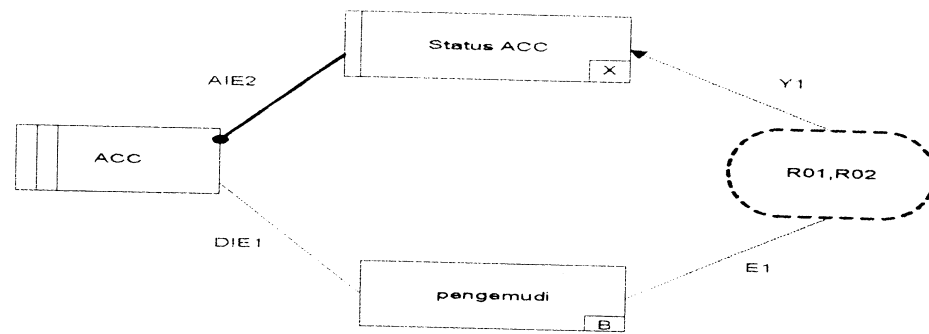 Status ACC
X
AIE2
Y1
ACC
R01,R02
DIE1
E1
pengemudi
B